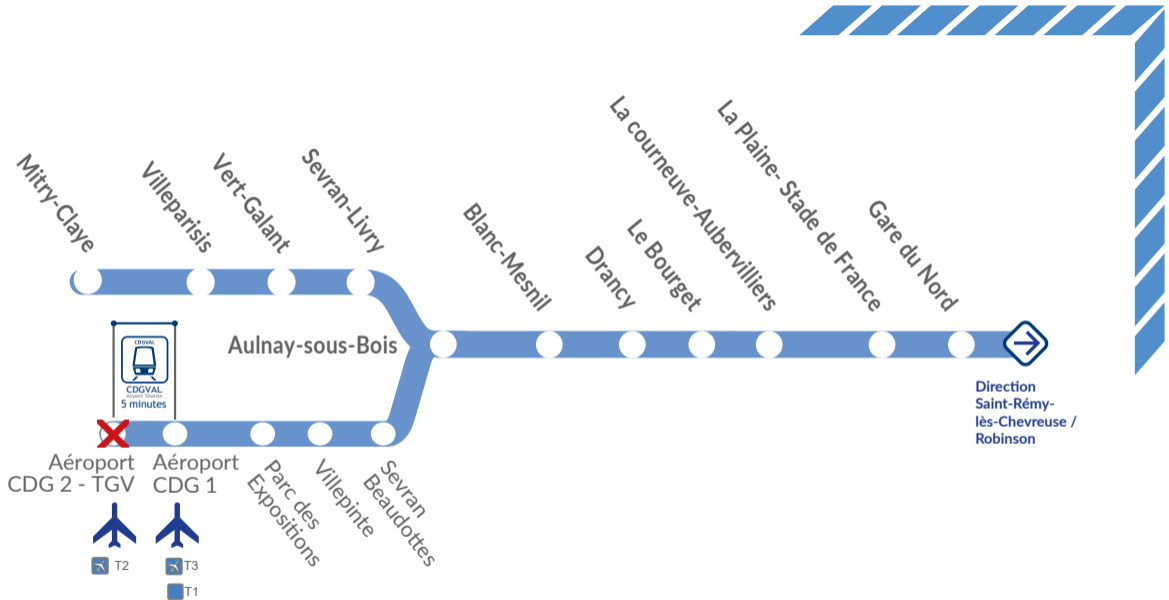 Mitry-Claye
Villeparisis
Vert-Galant
Sevran-Livry
Blanc-Mesnil
Drancy
Le Bourget
La courneuve-Aubervilliers
La Plaine- Stade de France
Gare du Nord
Aulnay-sous-Bois
CDGVAL
CDGVAL
Airport Shuttle
5 minutes
Direction
Saint-Rémy-
lès-Chevreuse /
Robinson
Aéroport
CDG 2 - TGV
Aéroport
CDG 1
Parc des
Expositions
Villepinte
Sevran
Beaudottes
T2
T3
T1